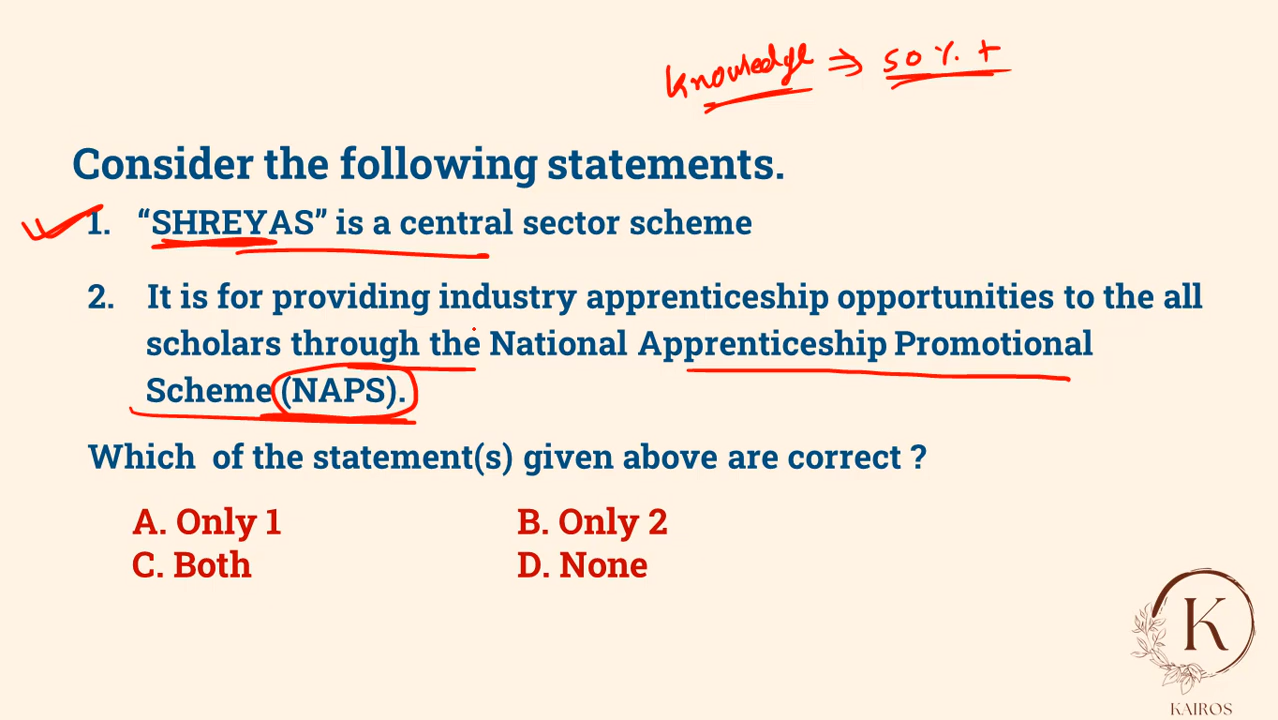 Knowledge ⇒ 50 % +
Consider the following statements.
1. “SHREYAS” is a central sector scheme
2. It is for providing industry apprenticeship opportunities to the all
scholars through the National Apprenticeship Promotional
Scheme (NAPS).
Which of the statement(s) given above are correct ?
A. Only 1 B. Only 2
C. Both D. None
K
KAIROS